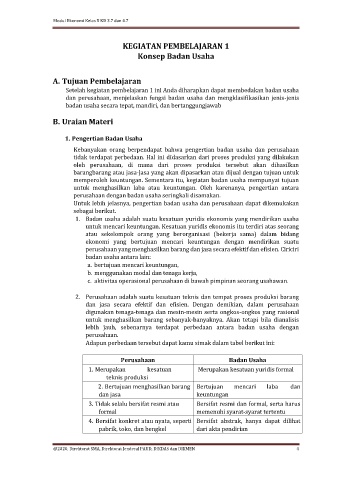 Modul Ekonomi Kelas X KD 3.7 dan 4.7
KEGIATAN PEMBELAJARAN 1
Konsep Badan Usaha
A. Tujuan Pembelajaran
Setelah kegiatan pembelajaran 1 ini Anda diharapkan dapat membedakan badan usaha
dan perusahaan, menjelaskan fungsi badan usaha dan mengklasifikasikan jenis-jenis
badan usaha secara tepat, mandiri, dan bertanggungjawab
B. Uraian Materi
1. Pengertian Badan Usaha
Kebanyakan orang berpendapat bahwa pengertian badan usaha dan perusahaan
tidak terdapat perbedaan. Hal ini didasarkan dari proses produksi yang dilakukan
oleh perusahaan, di mana dari proses produksi tersebut akan dihasilkan
barangbarang atau jasa-jasa yang akan dipasarkan atau dijual dengan tujuan untuk
memperoleh keuntungan. Sementara itu, kegiatan badan usaha mempunyai tujuan
untuk menghasilkan laba atau keuntungan. Oleh karenanya, pengertian antara
perusahaan dengan badan usaha seringkali disamakan.
Untuk lebih jelasnya, pengertian badan usaha dan perusahaan dapat dikemukakan
sebagai berikut.
1. Badan usaha adalah suatu kesatuan yuridis ekonomis yang mendirikan usaha
untuk mencari keuntungan. Kesatuan yuridis ekonomis itu terdiri atas seorang
atau sekelompok orang yang berorganisasi (bekerja sama) dalam bidang
ekonomi yang bertujuan mencari keuntungan dengan mendirikan suatu
perusahaan yang menghasilkan barang dan jasa secara efektif dan efisien. Ciriciri
badan usaha antara lain:
a. bertujuan mencari keuntungan,
b. menggunakan modal dan tenaga kerja,
c. aktivitas operasional perusahaan di bawah pimpinan seorang usahawan.
2. Perusahaan adalah suatu kesatuan teknis dan tempat proses produksi barang
dan jasa secara efektif dan efisien. Dengan demikian, dalam perusahaan
digunakan tenaga-tenaga dan mesin-mesin serta ongkos-ongkos yang rasional
untuk menghasilkan barang sebanyak-banyaknya. Akan tetapi bila dianalisis
lebih jauh, sebenarnya terdapat perbedaan antara badan usaha dengan
perusahaan.
Adapun perbedaan tersebut dapat kamu simak dalam tabel berikut ini:
Perusahaan Badan Usaha
1. Merupakan kesatuan teknis produksi Merupakan kesatuan yuridis formal
2. Bertujuan menghasilkan barang dan jasa Bertujuan mencari laba dan keuntungan
3. Tidak selalu bersifat resmi atau formal Bersifat resmi dan formal, serta harus memenuhi syarat-syarat tertentu
4. Bersifat konkret atau nyata, seperti pabrik, toko, dan bengkel Bersifat abstrak, hanya dapat dilihat dari akta pendirian
@2020, Direktorat SMA, Direktorat Jenderal PAUD, DIKDAS dan DIKMEN